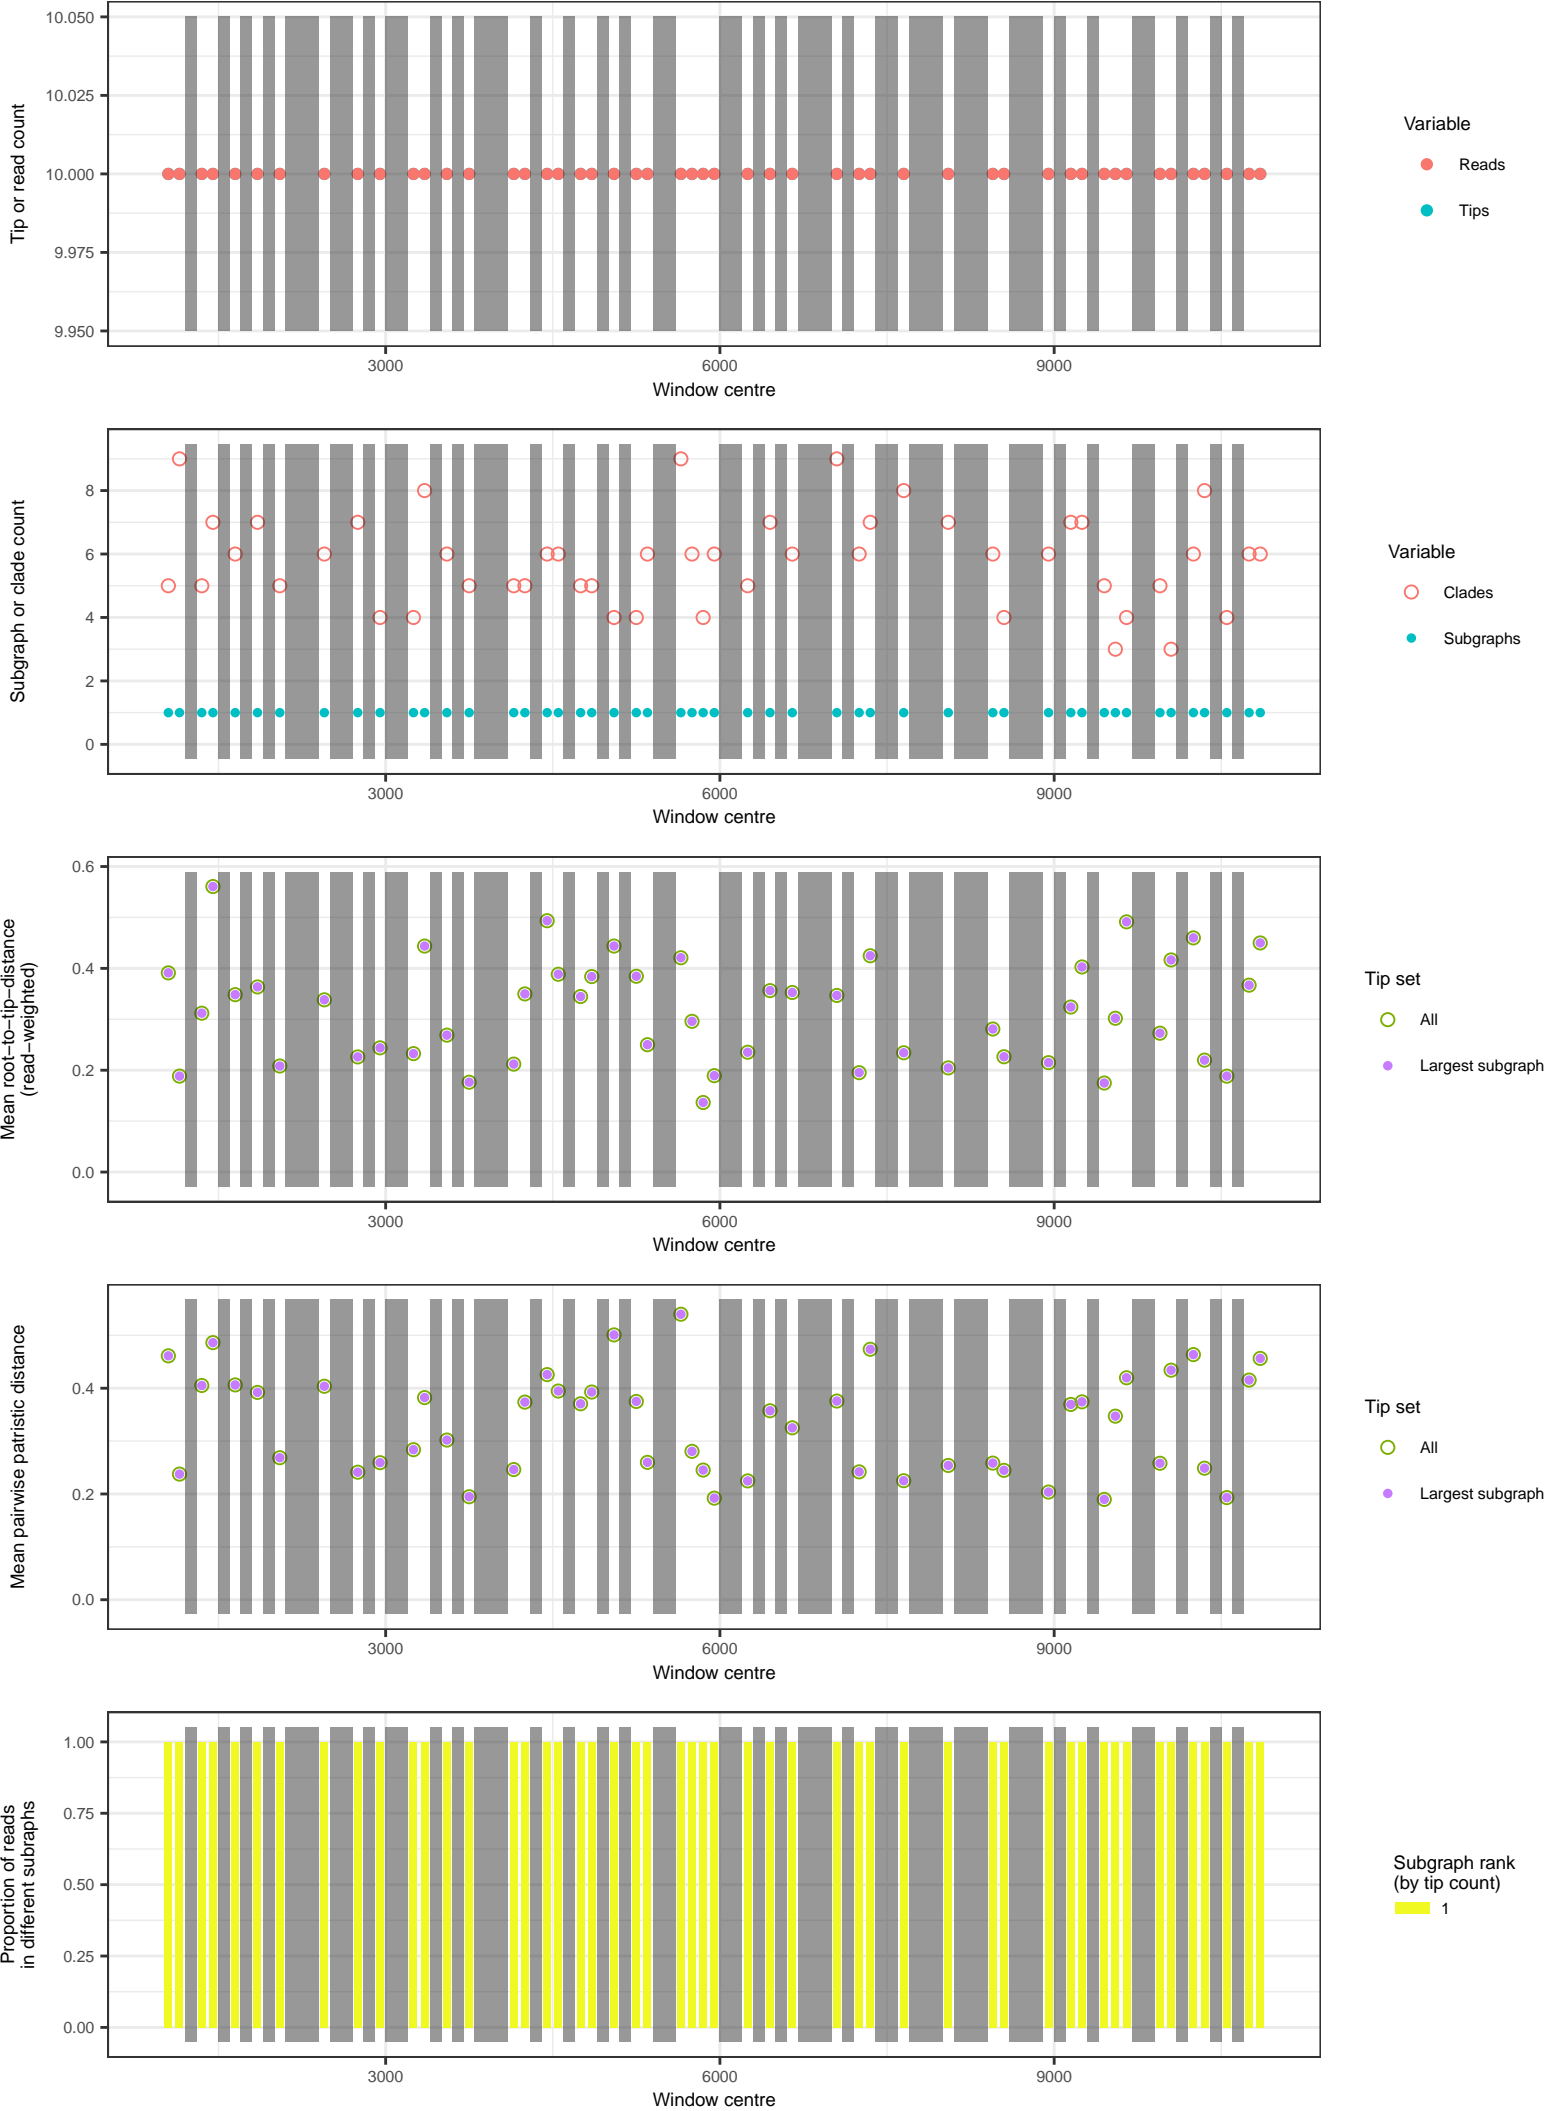 10.050
10.025
10.000
9.975
9.950
Tip or read count
3000
6000
9000
Window centre
Variable
Reads
Tips
8
6
4
2
0
Subgraph or clade count
3000
6000
9000
Window centre
Variable
Clades
Subgraphs
0.6
0.4
0.2
0.0
Mean root−to−tip−distance
(read−weighted)
3000
6000
9000
Window centre
Tip set
All
Largest subgraph
0.4
0.2
0.0
Mean pairwise patristic distance
3000
6000
9000
Window centre
Tip set
All
Largest subgraph
1.00
0.75
0.50
0.25
0.00
Proportion of reads
in different subraphs
3000
6000
9000
Window centre
Subgraph rank
(by tip count)
1